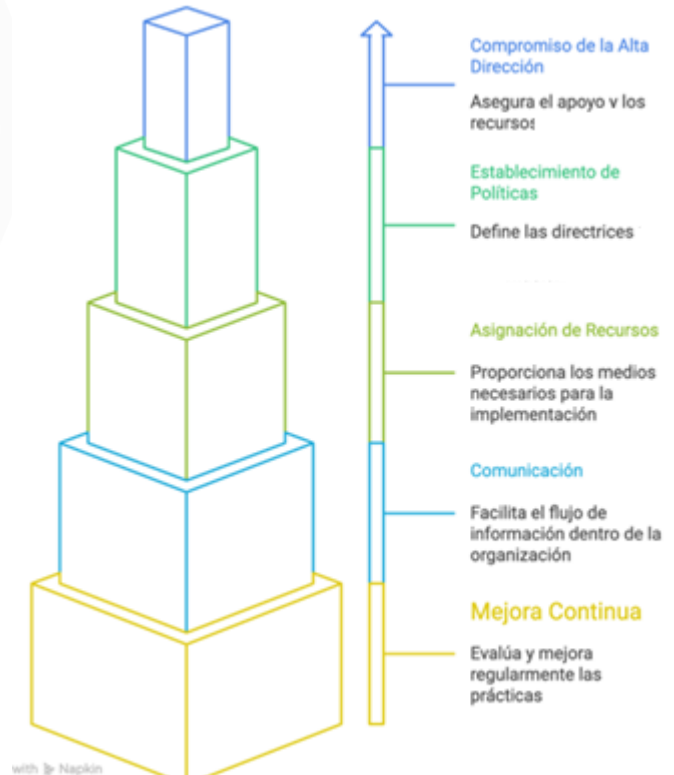 Compromiso de la Alta
Dirección
Asegura el apoyo y los
recursos
Establecimiento de
Políticas
Define las directrices
Asignación de Recursos
Proporciona los medios
necesarios para la
implementación
Comunicación
Facilita el flujo de
información dentro de la
organización
Mejora Continua
Evalúa y mejora
regularmente las
prácticas
with Napkin